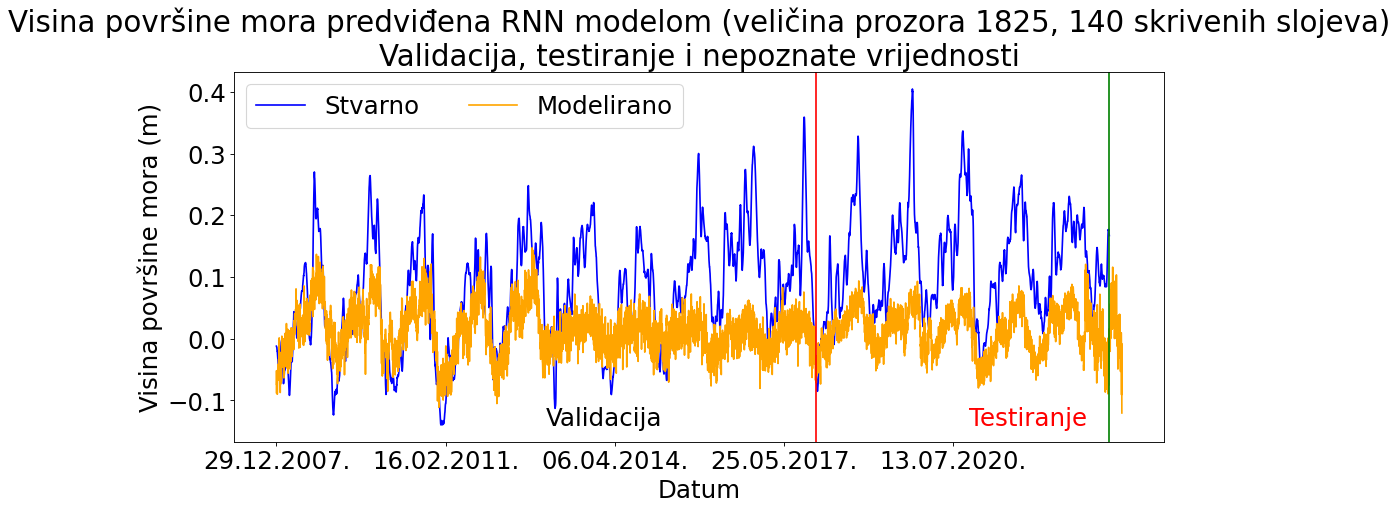 Visina površine mora predviđena RNN modelom (veličina prozora 1825, 140 skrivenih slojeva)
Validacija, testiranje i nepoznate vrijednosti
Stvarno
Modelirano
Visina površine mora (m)
0.4
0.3
0.2
0.1
0.0
−0.1
Validacija
Testiranje
29.12.2007.
16.02.2011.
06.04.2014.
25.05.2017.
13.07.2020.
Datum